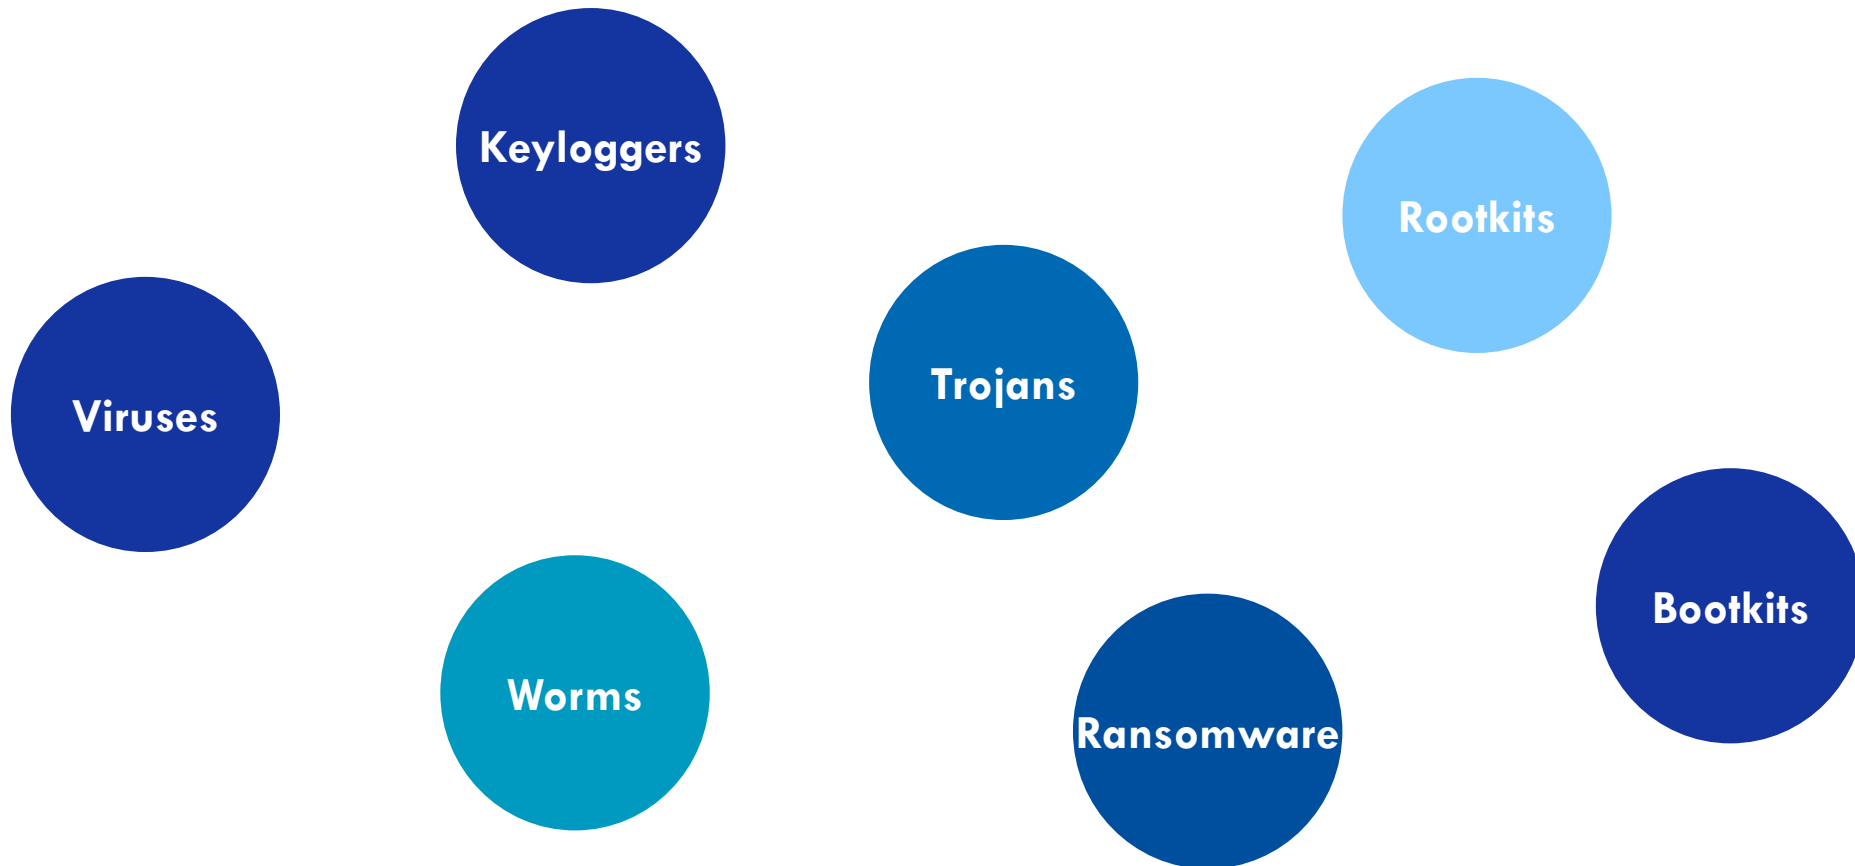 Keyloggers
Rootkits
Trojans
Viruses
Bootkits
Worms
Ransomware